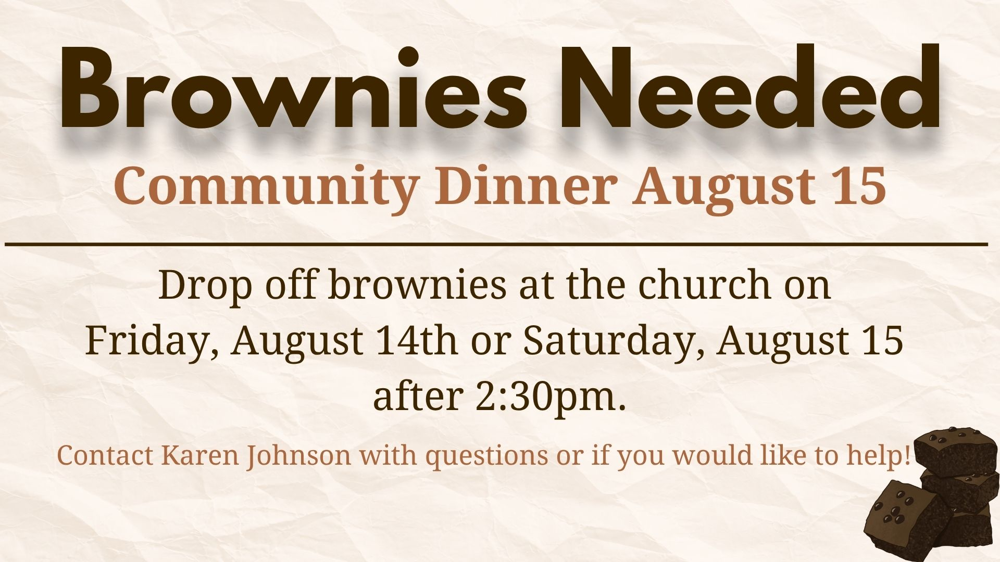 Brownies Needed
Community Dinner August 15
Drop off brownies at the church on
Friday, August 14th or Saturday, August 15
after 2:30pm.
Contact Karen Johnson with questions or if you would like to help!